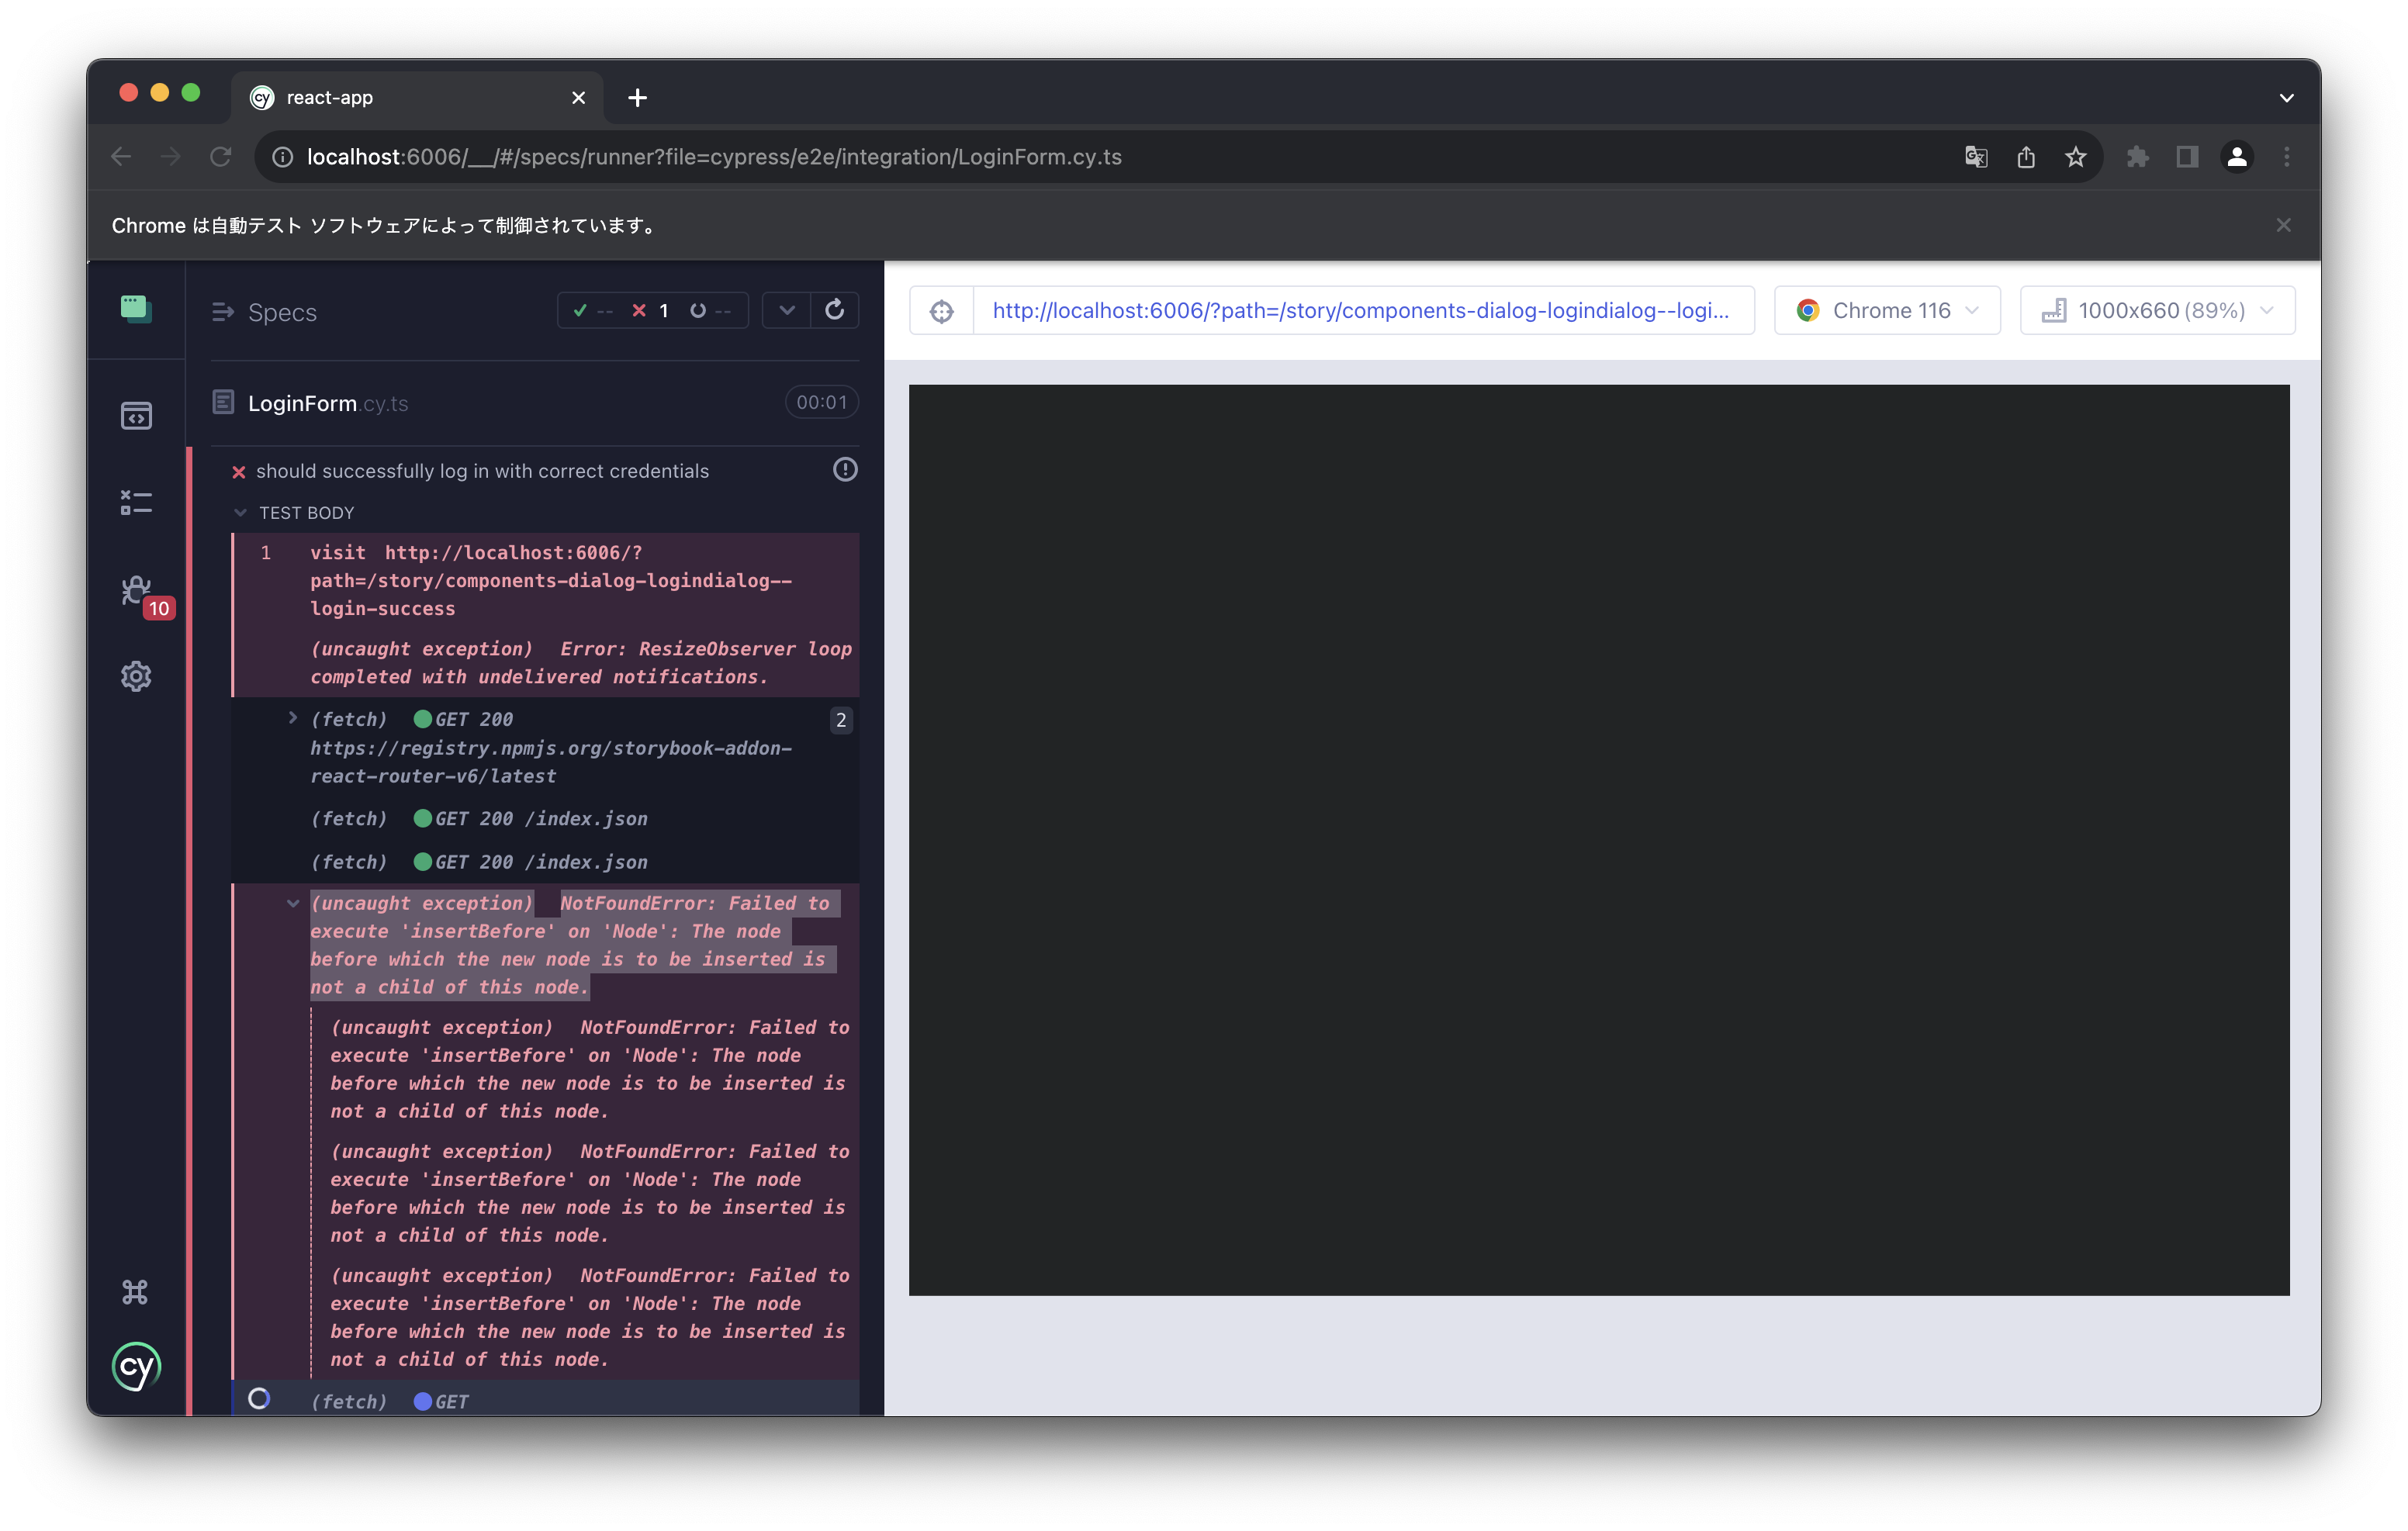 cy react-app
localhost:6006/__/#/specs/runner?file=cypress/e2e/integration/LoginForm.cy.ts
Chrome は自動テスト ソフトウェアによって制御されています。
Specs
-- 1 --
http://localhost:6006/?path=/story/components-dialog-logindialog--logi...
Chrome 116
1000x660 (89%)
LoginForm.cy.ts
00:01
should successfully log in with correct credentials
TEST BODY
1 visit http://localhost:6006/?
path=/story/components-dialog-logindialog--
login-success
(uncaught exception) Error: ResizeObserver loop
completed with undelivered notifications.
10
(fetch) GET 200 2
https://registry.npmjs.org/storybook-addon-
react-router-v6/latest
(fetch) GET 200 /index.json
(fetch) GET 200 /index.json
(uncaught exception) NotFoundError: Failed to
execute 'insertBefore' on 'Node': The node
before which the new node is to be inserted is
not a child of this node.
(uncaught exception) NotFoundError: Failed to
execute 'insertBefore' on 'Node': The node
before which the new node is to be inserted is
not a child of this node.
(uncaught exception) NotFoundError: Failed to
execute 'insertBefore' on 'Node': The node
before which the new node is to be inserted is
not a child of this node.
(uncaught exception) NotFoundError: Failed to
execute 'insertBefore' on 'Node': The node
before which the new node is to be inserted is
not a child of this node.
(fetch) GET
cy